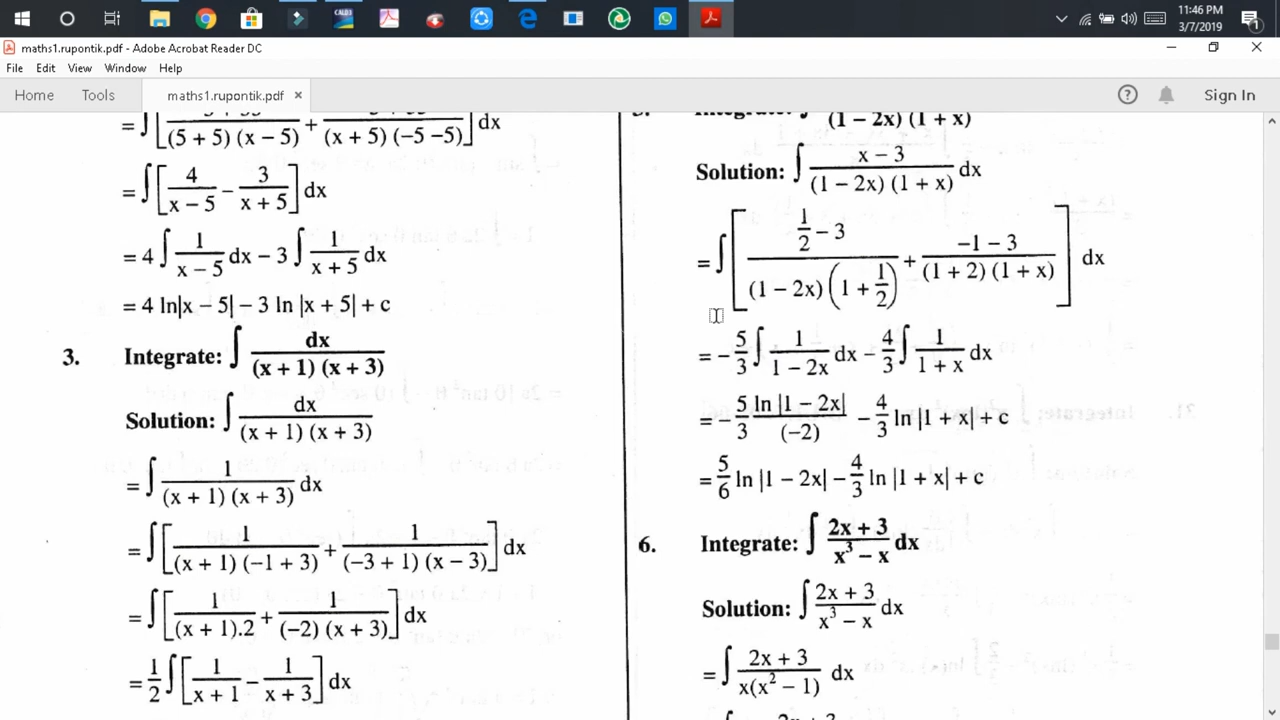 11:46 PM
3/7/2019
maths1.rupontik.pdf - Adobe Acrobat Reader DC
File Edit View Window Help
Home Tools maths1.rupontik.pdf × Sign In
= ∫ [ / (5 + 5) (x − 5) + / (x + 5) (−5 −5) ] dx
= ∫ [ 4/(x − 5) − 3/(x + 5) ] dx
= 4 ∫ 1/(x − 5) dx − 3 ∫ 1/(x + 5) dx
= 4 ln|x − 5| − 3 ln |x + 5| + c
3. Integrate: ∫ dx/((x + 1) (x + 3))
Solution: ∫ dx/((x + 1) (x + 3))
= ∫ 1/((x + 1) (x + 3)) dx
= ∫ [ 1/((x + 1) (−1 + 3)) + 1/((−3 + 1) (x − 3)) ] dx
= ∫ [ 1/((x + 1).2) + 1/((−2) (x + 3)) ] dx
= 1/2 ∫ [ 1/(x + 1) − 1/(x + 3) ] dx
(1 − 2x) (1 + x)
Solution: ∫ (x − 3)/((1 − 2x) (1 + x)) dx
= ∫ [ (1/2 − 3)/((1 − 2x) (1 + 1/2)) + (−1 − 3)/((1 + 2) (1 + x)) ] dx
= − 5/3 ∫ 1/(1 − 2x) dx − 4/3 ∫ 1/(1 + x) dx
= − 5/3 ln |1 − 2x|/(−2) − 4/3 ln |1 + x| + c
= 5/6 ln |1 − 2x| − 4/3 ln |1 + x| + c
6. Integrate: ∫ (2x + 3)/(x³ − x) dx
Solution: ∫ (2x + 3)/(x³ − x) dx
= ∫ (2x + 3)/(x(x² − 1)) dx